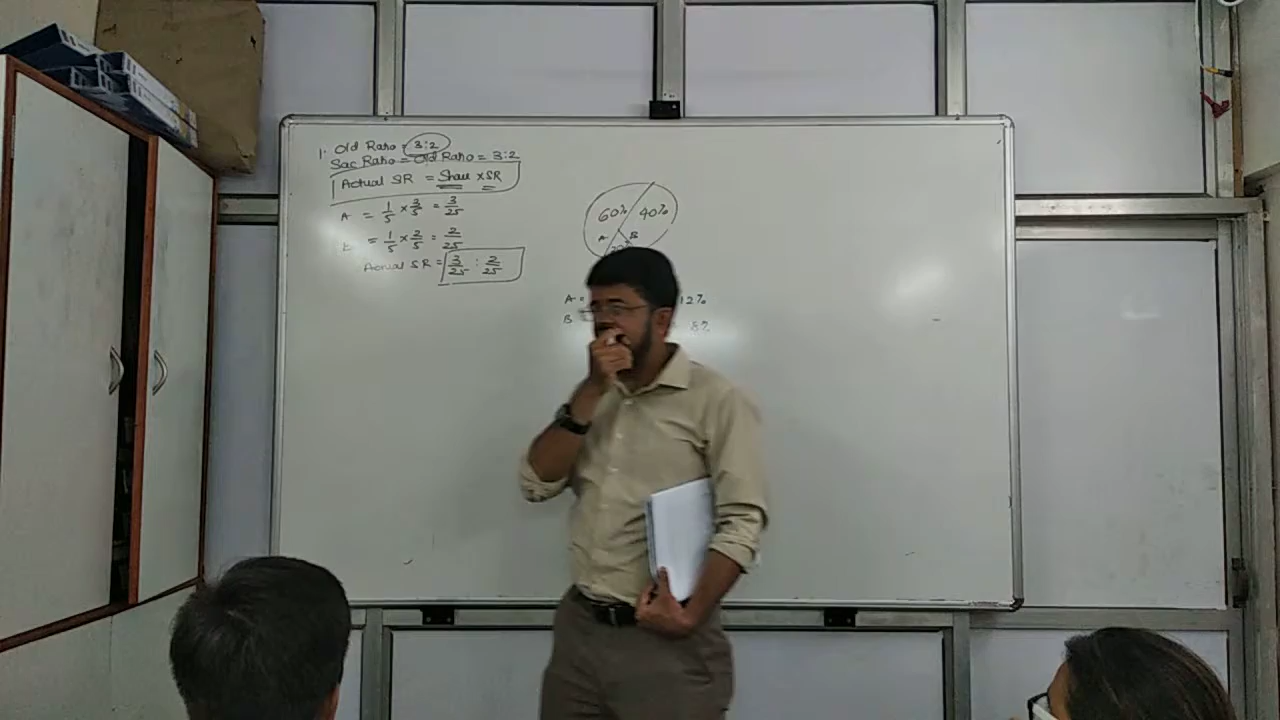 1. Old Ratio = 3:2
Sac Ratio = Old Ratio = 3:2
Actual SR = Share × SR
A = 1/5 × 3/5 = 3/25
= 1/5 × 2/5 = 2/25
Actual SR = 3/25 : 2/25
60% 40%
A B
A = 12%
B 8%